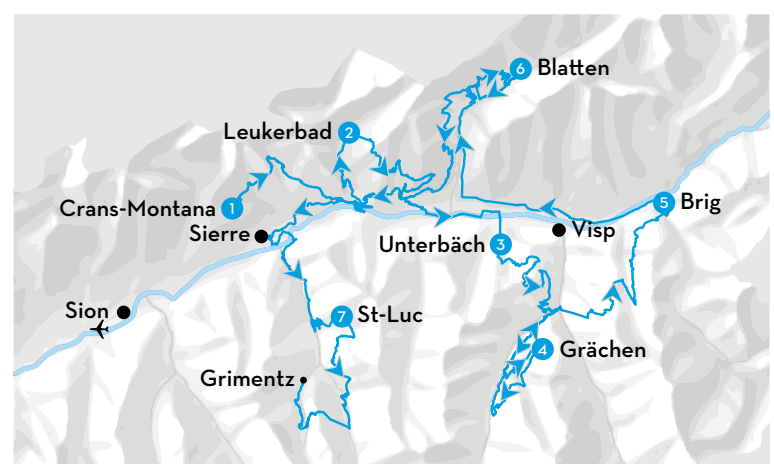 6 Blatten
Leukerbad 2
Crans-Montana 1
5 Brig
Sierre
Visp
Unterbäch 3
Sion
7 St-Luc
4 Grächen
Grimentz